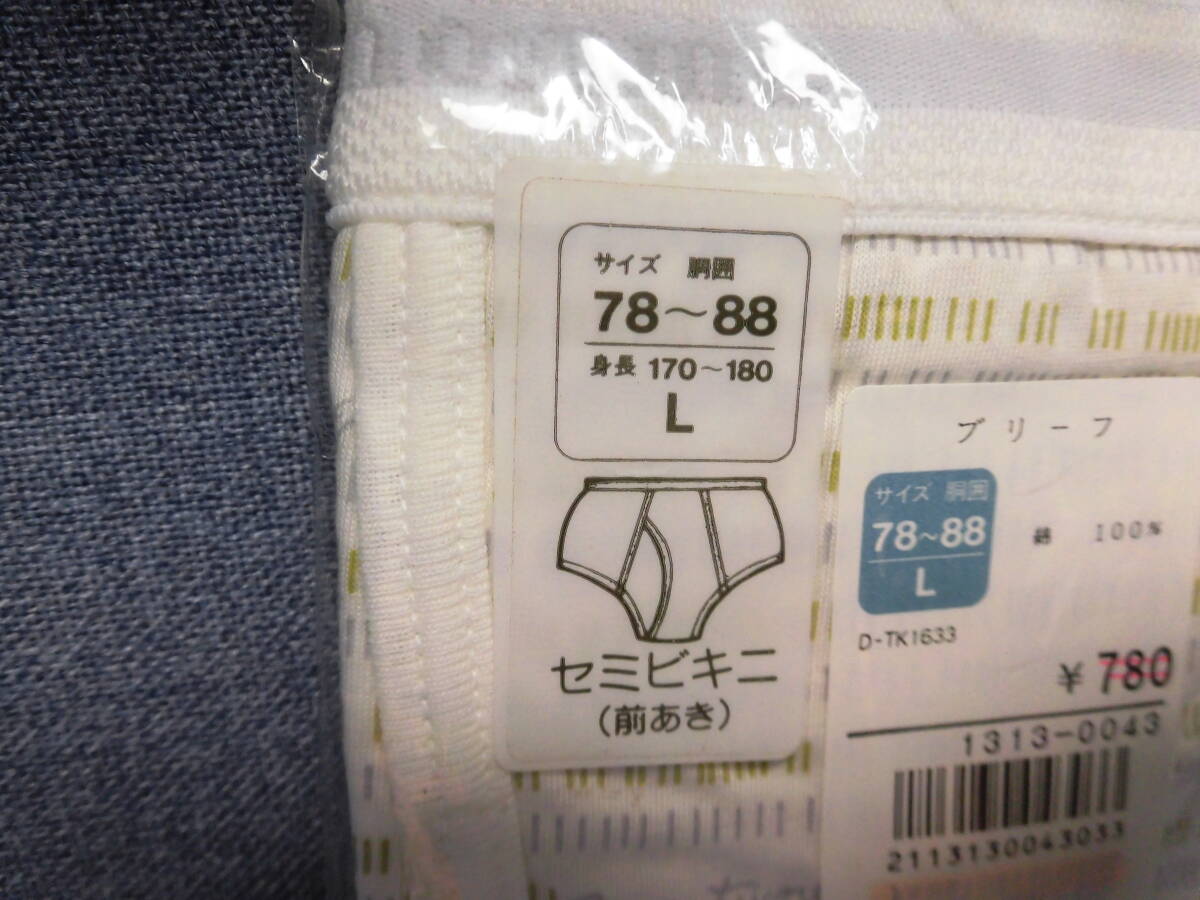 サイズ 胴囲
78～88
身長 170～180
L
セミビキニ
(前あき)
ブリーフ
サイズ 胴囲
78～88
L
綿 100%
D-TK1633
¥780
1313-0043
2113130043033